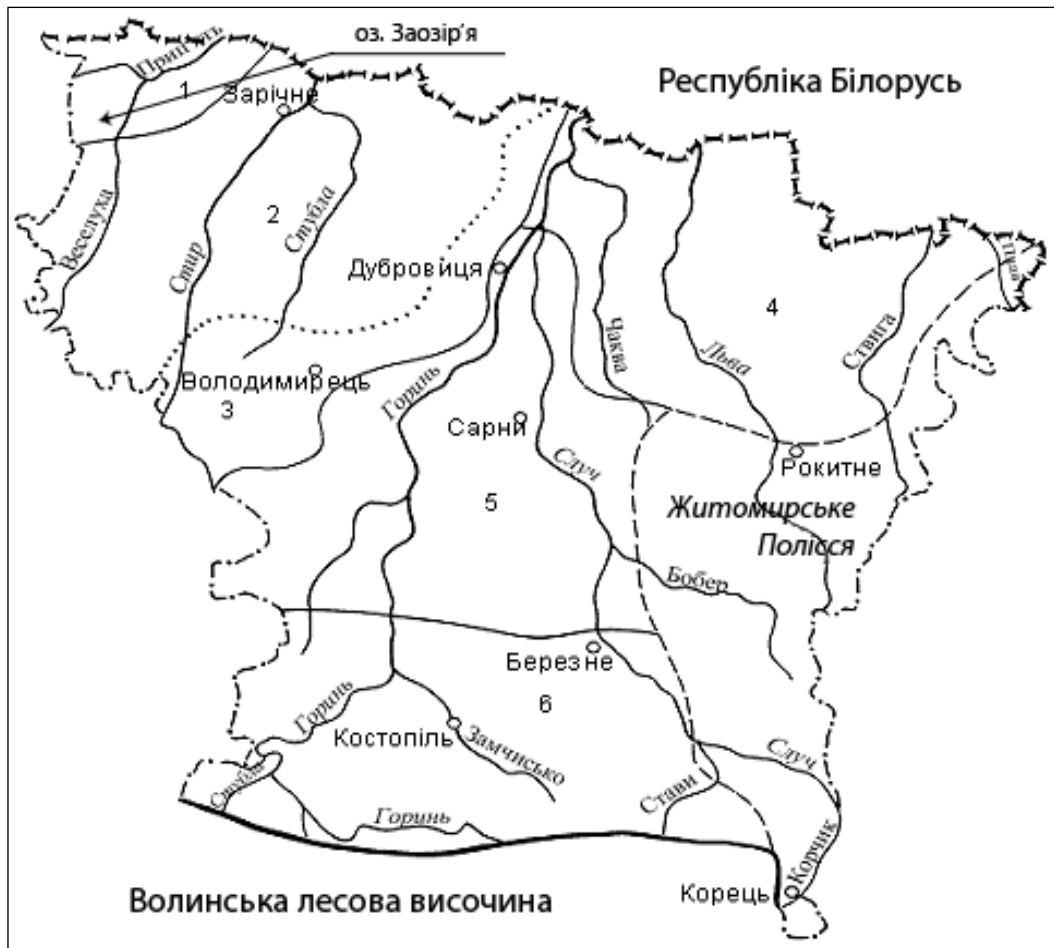 оз. Заозір'я
Республіка Білорусь
Прип'ять
1
Зарічне
Веселуха
Стир
2
Стубла
Дубровиця
Чаква
Льва
4
Ствига
Володимирець
3
Горинь
Сарни
Случ
Рокитне
5
Житомирське
Полісся
Бобер
Березне
6
Горинь
Костопіль
Замчисько
Случ
Стави
Горинь
Корчик
Корець
Волинська лесова височина